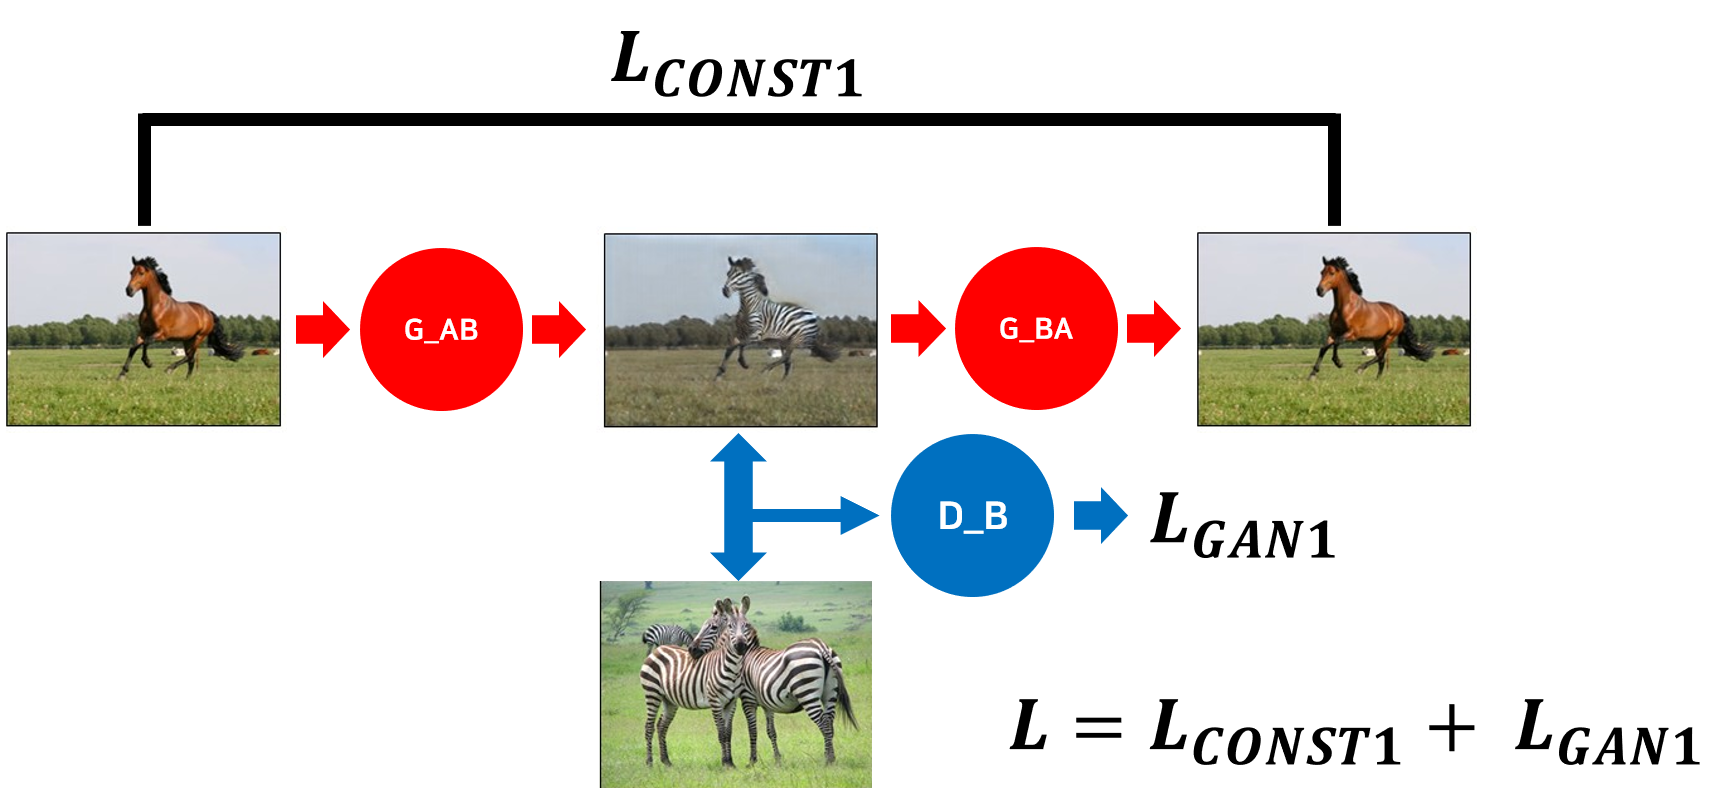 L_CONST1
G_AB
G_BA
D_B
L_GAN1
L = L_CONST1 + L_GAN1